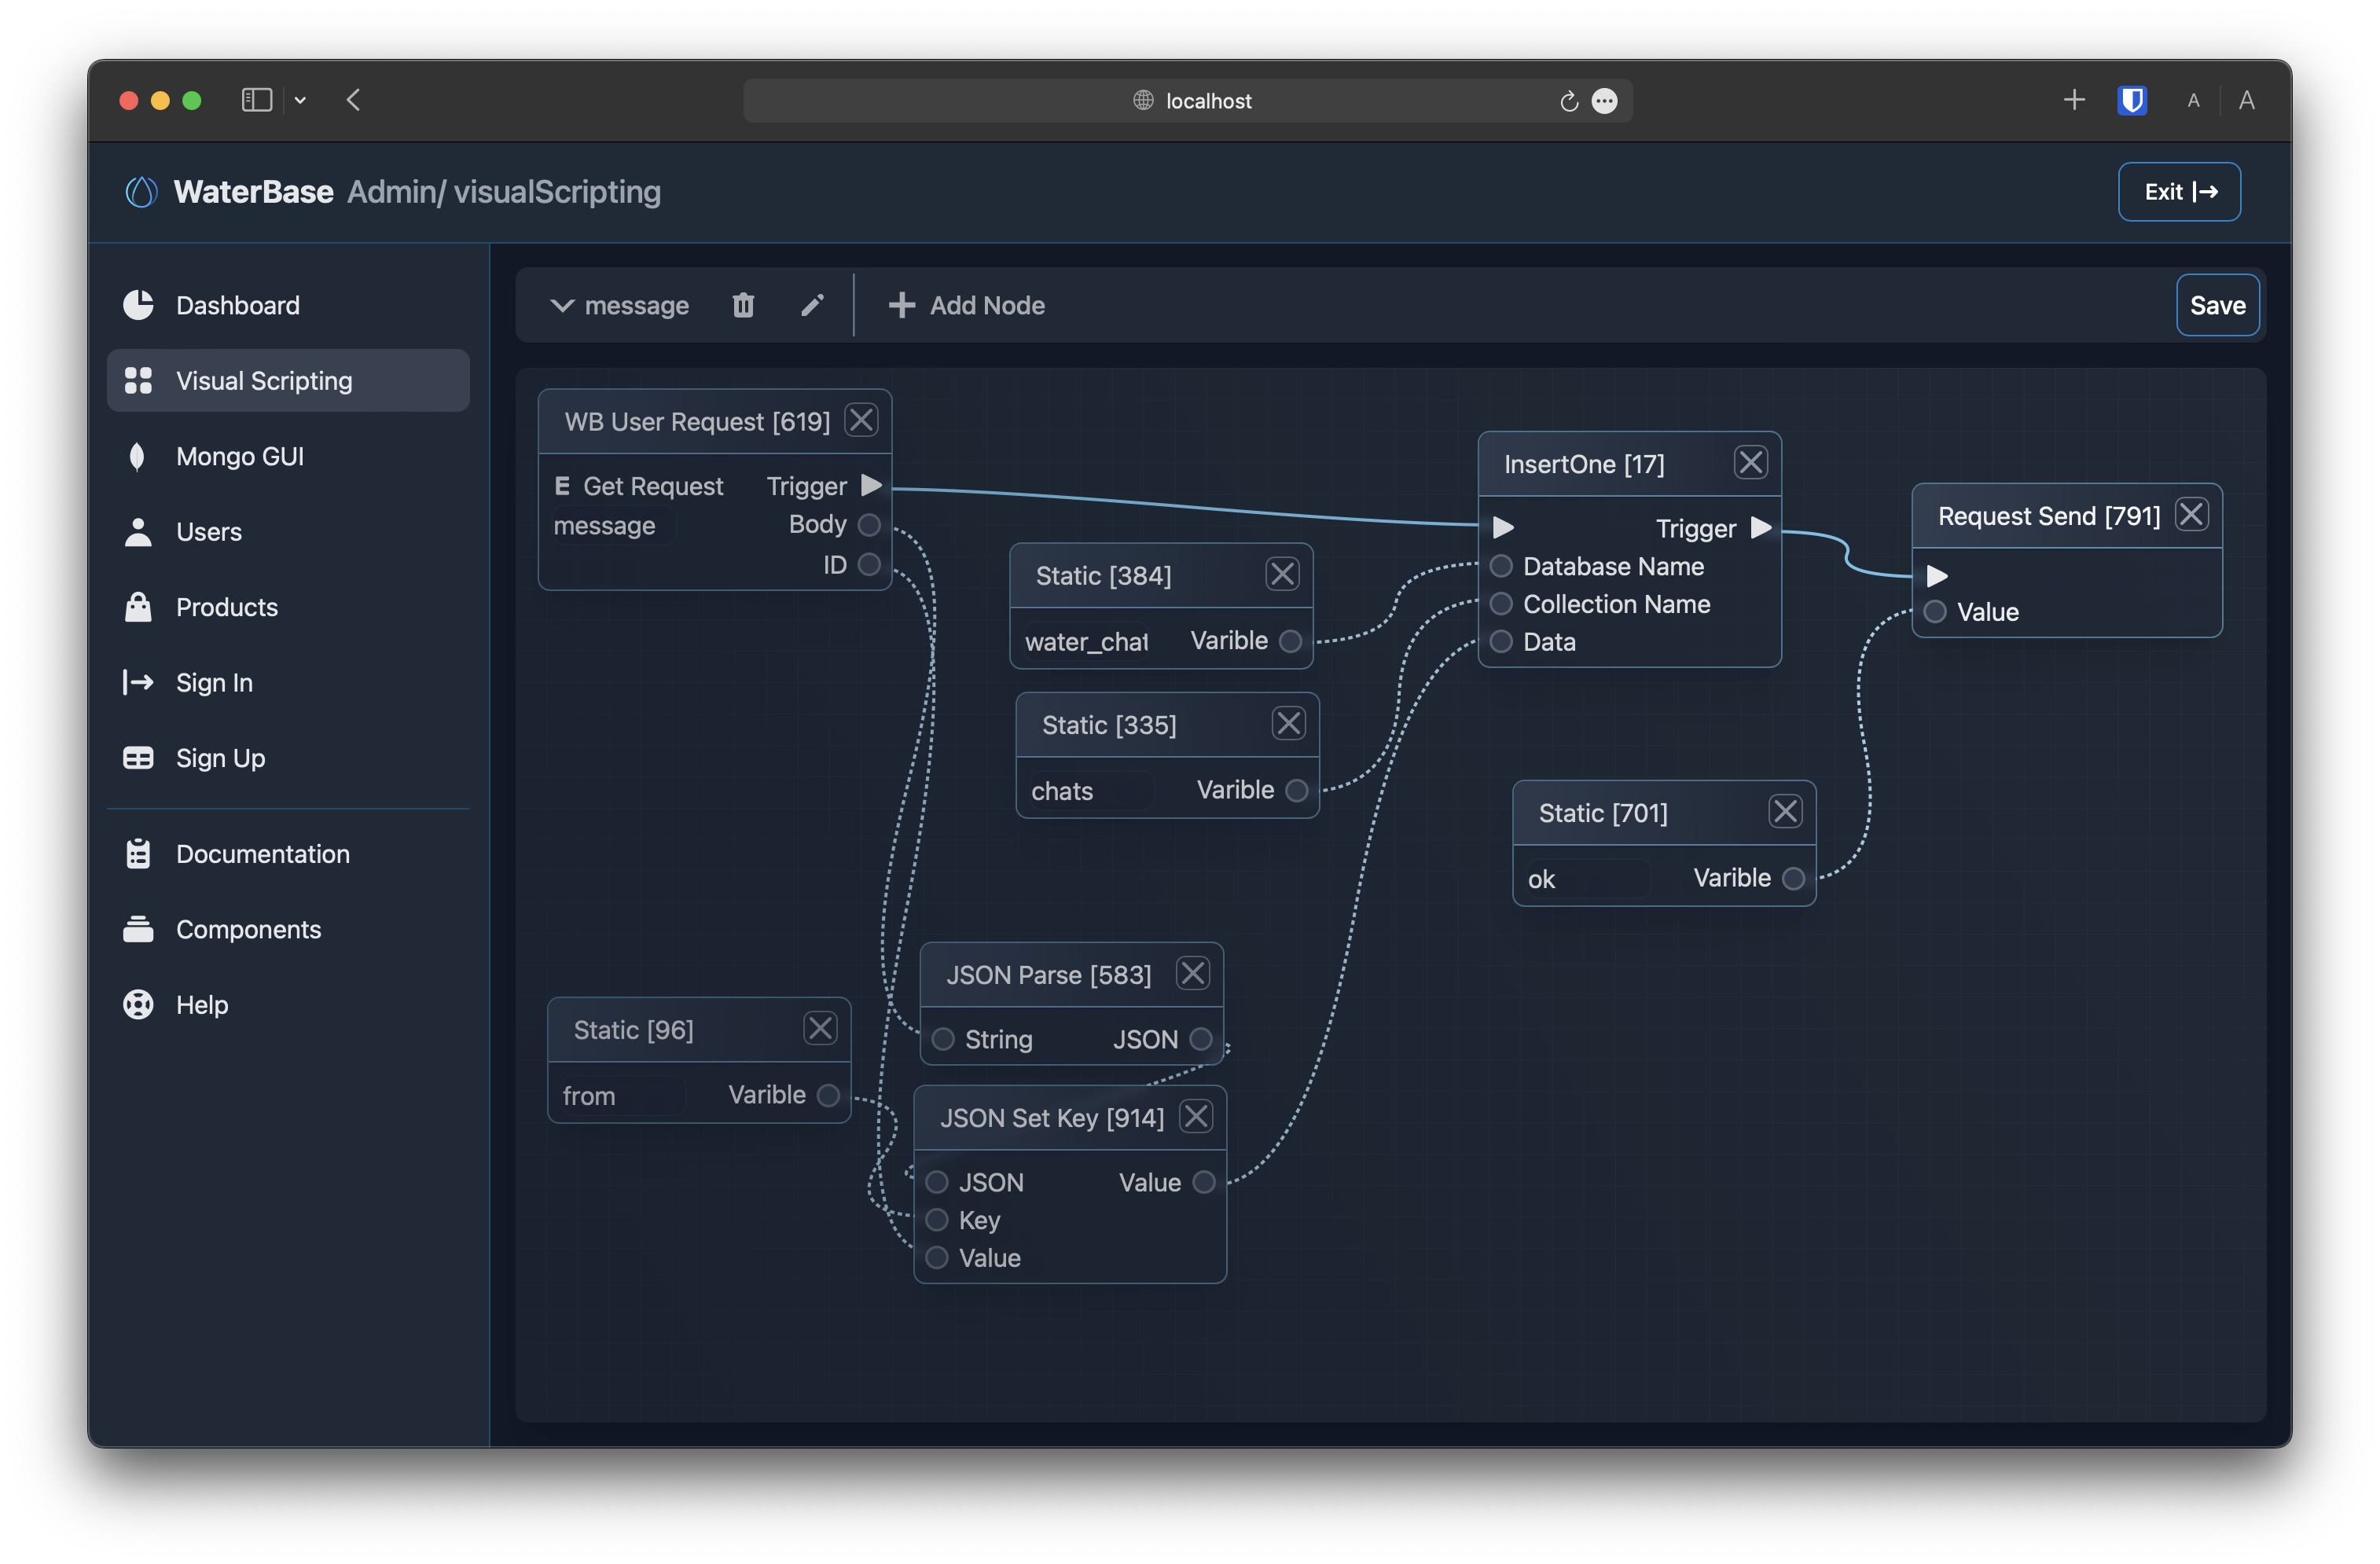 localhost
A A
WaterBase Admin/ visualScripting
Exit
Dashboard
Visual Scripting
Mongo GUI
Users
Products
Sign In
Sign Up
Documentation
Components
Help
message
Add Node
Save
WB User Request [619]
E Get Request Trigger
message
Body
ID
InsertOne [17]
Trigger
Database Name
Collection Name
Data
Request Send [791]
Value
Static [384]
water_chat Varible
Static [335]
chats Varible
Static [701]
ok Varible
JSON Parse [583]
String JSON
Static [96]
from Varible
JSON Set Key [914]
JSON Value
Key
Value